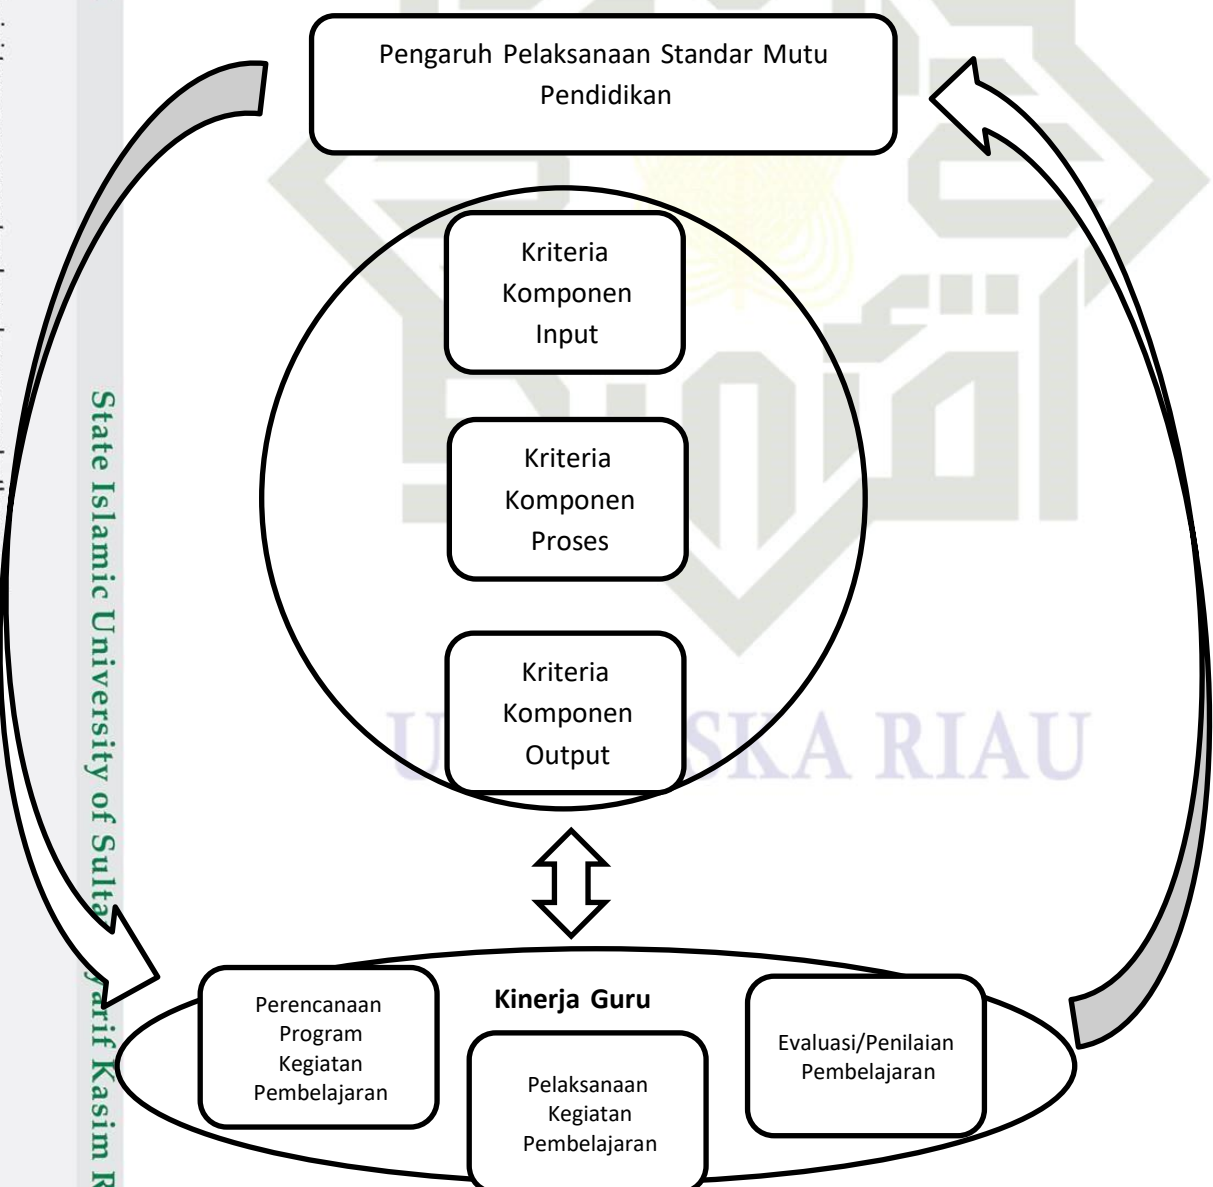 Pengaruh Pelaksanaan Standar Mutu
Pendidikan
Kriteria
Komponen
Input
Kriteria
Komponen
Proses
Kriteria
Komponen
Output
Kinerja Guru
Perencanaan
Program
Kegiatan
Pembelajaran
Pelaksanaan
Kegiatan
Pembelajaran
Evaluasi/Penilaian
Pembelajaran
State Islamic University of Sulta yarif Kasim R
U SKA RIAU